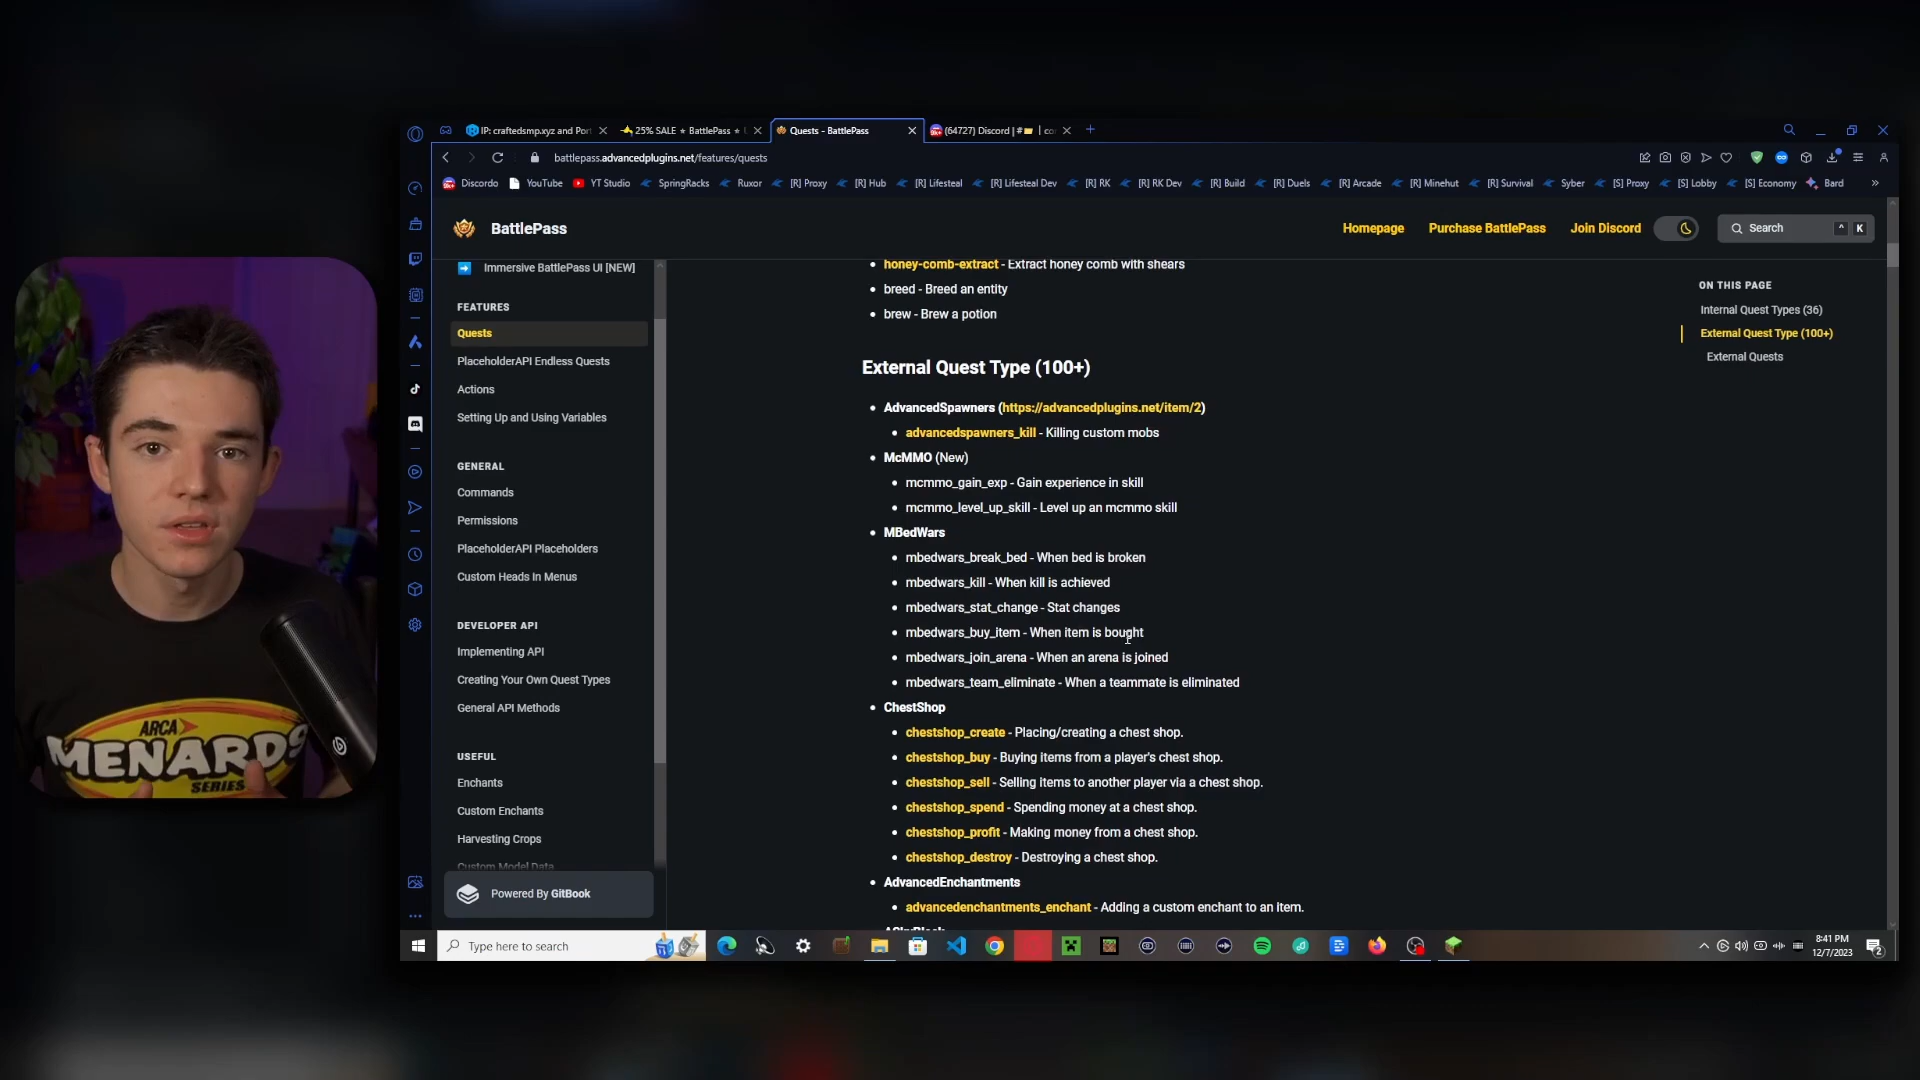 IP: craftedsmp.xyz and Port
25% SALE ★ BattlePass ★
Quests - BattlePass
(64727) Discord | #
battlepass.advancedplugins.net/features/quests
Discordo
YouTube
YT Studio
SpringRacks
Ruxor
[R] Proxy
[R] Hub
[R] Lifesteal
[R] Lifesteal Dev
[R] RK
[R] RK Dev
[R] Build
[R] Duels
[R] Arcade
[R] Minehut
[R] Survival
Syber
[S] Proxy
[S] Lobby
[S] Economy
Bard
BattlePass
Homepage
Purchase BattlePass
Join Discord
Search
K
Immersive BattlePass UI [NEW]
FEATURES
Quests
PlaceholderAPI Endless Quests
Actions
Setting Up and Using Variables
GENERAL
Commands
Permissions
PlaceholderAPI Placeholders
Custom Heads In Menus
DEVELOPER API
Implementing API
Creating Your Own Quest Types
General API Methods
USEFUL
Enchants
Custom Enchants
Harvesting Crops
Custom Model Data
Powered By GitBook
honey-comb-extract - Extract honey comb with shears
breed - Breed an entity
brew - Brew a potion
External Quest Type (100+)
AdvancedSpawners (https://advancedplugins.net/item/2)
advancedspawners_kill - Killing custom mobs
McMMO (New)
mcmmo_gain_exp - Gain experience in skill
mcmmo_level_up_skill - Level up an mcmmo skill
MBedWars
mbedwars_break_bed - When bed is broken
mbedwars_kill - When kill is achieved
mbedwars_stat_change - Stat changes
mbedwars_buy_item - When item is bought
mbedwars_join_arena - When an arena is joined
mbedwars_team_eliminate - When a teammate is eliminated
ChestShop
chestshop_create - Placing/creating a chest shop.
chestshop_buy - Buying items from a player's chest shop.
chestshop_sell - Selling items to another player via a chest shop.
chestshop_spend - Spending money at a chest shop.
chestshop_profit - Making money from a chest shop.
chestshop_destroy - Destroying a chest shop.
AdvancedEnchantments
advancedenchantments_enchant - Adding a custom enchant to an item.
ON THIS PAGE
Internal Quest Types (36)
External Quest Type (100+)
External Quests
ARCA
MENARDS
SERIES
Type here to search
8:41 PM
12/7/2023
2